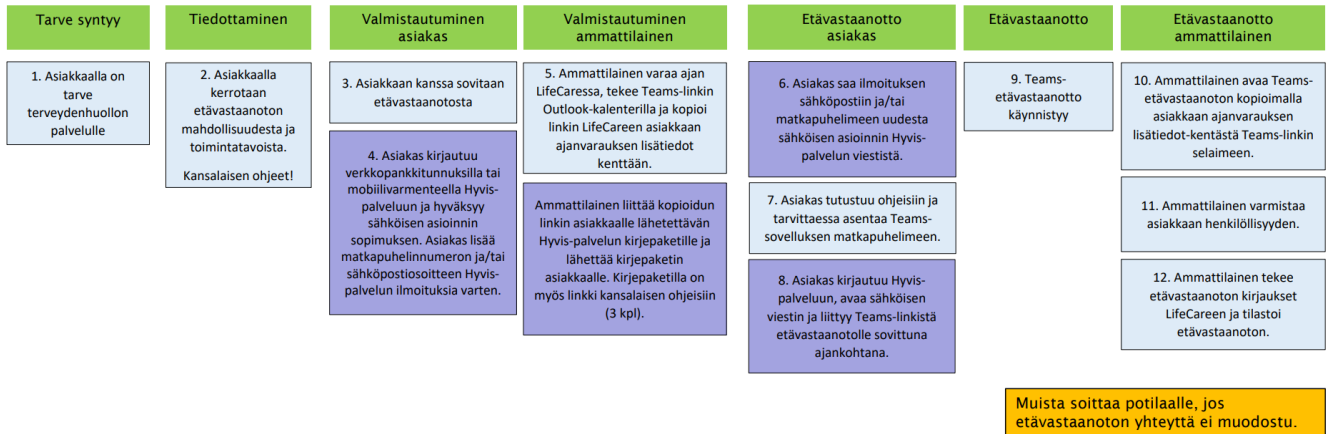 Tarve syntyy
1. Asiakkaalla on
tarve
terveydenhuollon
palvelulle
Tiedottaminen
2. Asiakkaalla
kerrotaan
etävastaanoton
mahdollisuudesta ja
toimintatavoista.
Kansalaisen ohjeet!
Valmistautuminen
asiakas
3. Asiakkaan kanssa sovitaan
etävastaanotosta
4. Asiakas kirjautuu
verkkopankkitunnuksilla tai
mobiilivarmenteella Hyvis-
palveluun ja hyväksyy
sähköisen asioinnin
sopimuksen. Asiakas lisää
matkapuhelinnumeron ja/tai
sähköpostiosoitteen Hyvis-
palvelun ilmoituksia varten.
Valmistautuminen
ammattilainen
5. Ammattilainen varaa ajan
LifeCaressa, tekee Teams-linkin
Outlook-kalenterilla ja kopioi
linkin LifeCareen asiakkaan
ajanvarauksen lisätiedot
kenttään.
Ammattilainen liittää kopioidun
linkin asiakkaalle lähetettävän
Hyvis-palvelun kirjepaketille ja
lähettää kirjepaketin
asiakkaalle. Kirjepaketilla on
myös linkki kansalaisen ohjeisiin
(3 kpl).
Etävastaanotto
asiakas
6. Asiakas saa ilmoituksen
sähköpostiin ja/tai
matkapuhelimeen uudesta
sähköisen asioinnin Hyvis-
palvelun viestistä.
7. Asiakas tutustuu ohjeisiin ja
tarvittaessa asentaa Teams-
sovelluksen matkapuhelimeen.
8. Asiakas kirjautuu Hyvis-
palveluun, avaa sähköisen
viestin ja liittyy Teams-linkistä
etävastaanotolle sovittuna
ajankohtana.
Etävastaanotto
9. Teams-
etävastaanotto
käynnistyy
Etävastaanotto
ammattilainen
10. Ammattilainen avaa Teams-
etävastaanoton kopioimalla
asiakkaan ajanvarauksen
lisätiedot-kentästä Teams-linkin
selaimeen.
11. Ammattilainen varmistaa
asiakkaan henkilöllisyyden.
12. Ammattilainen tekee
etävastaanoton kirjaukset
LifeCareen ja tilastoi
etävastaanoton.
Muista soittaa potilaalle, jos
etävastaanoton yhteyttä ei muodostu.